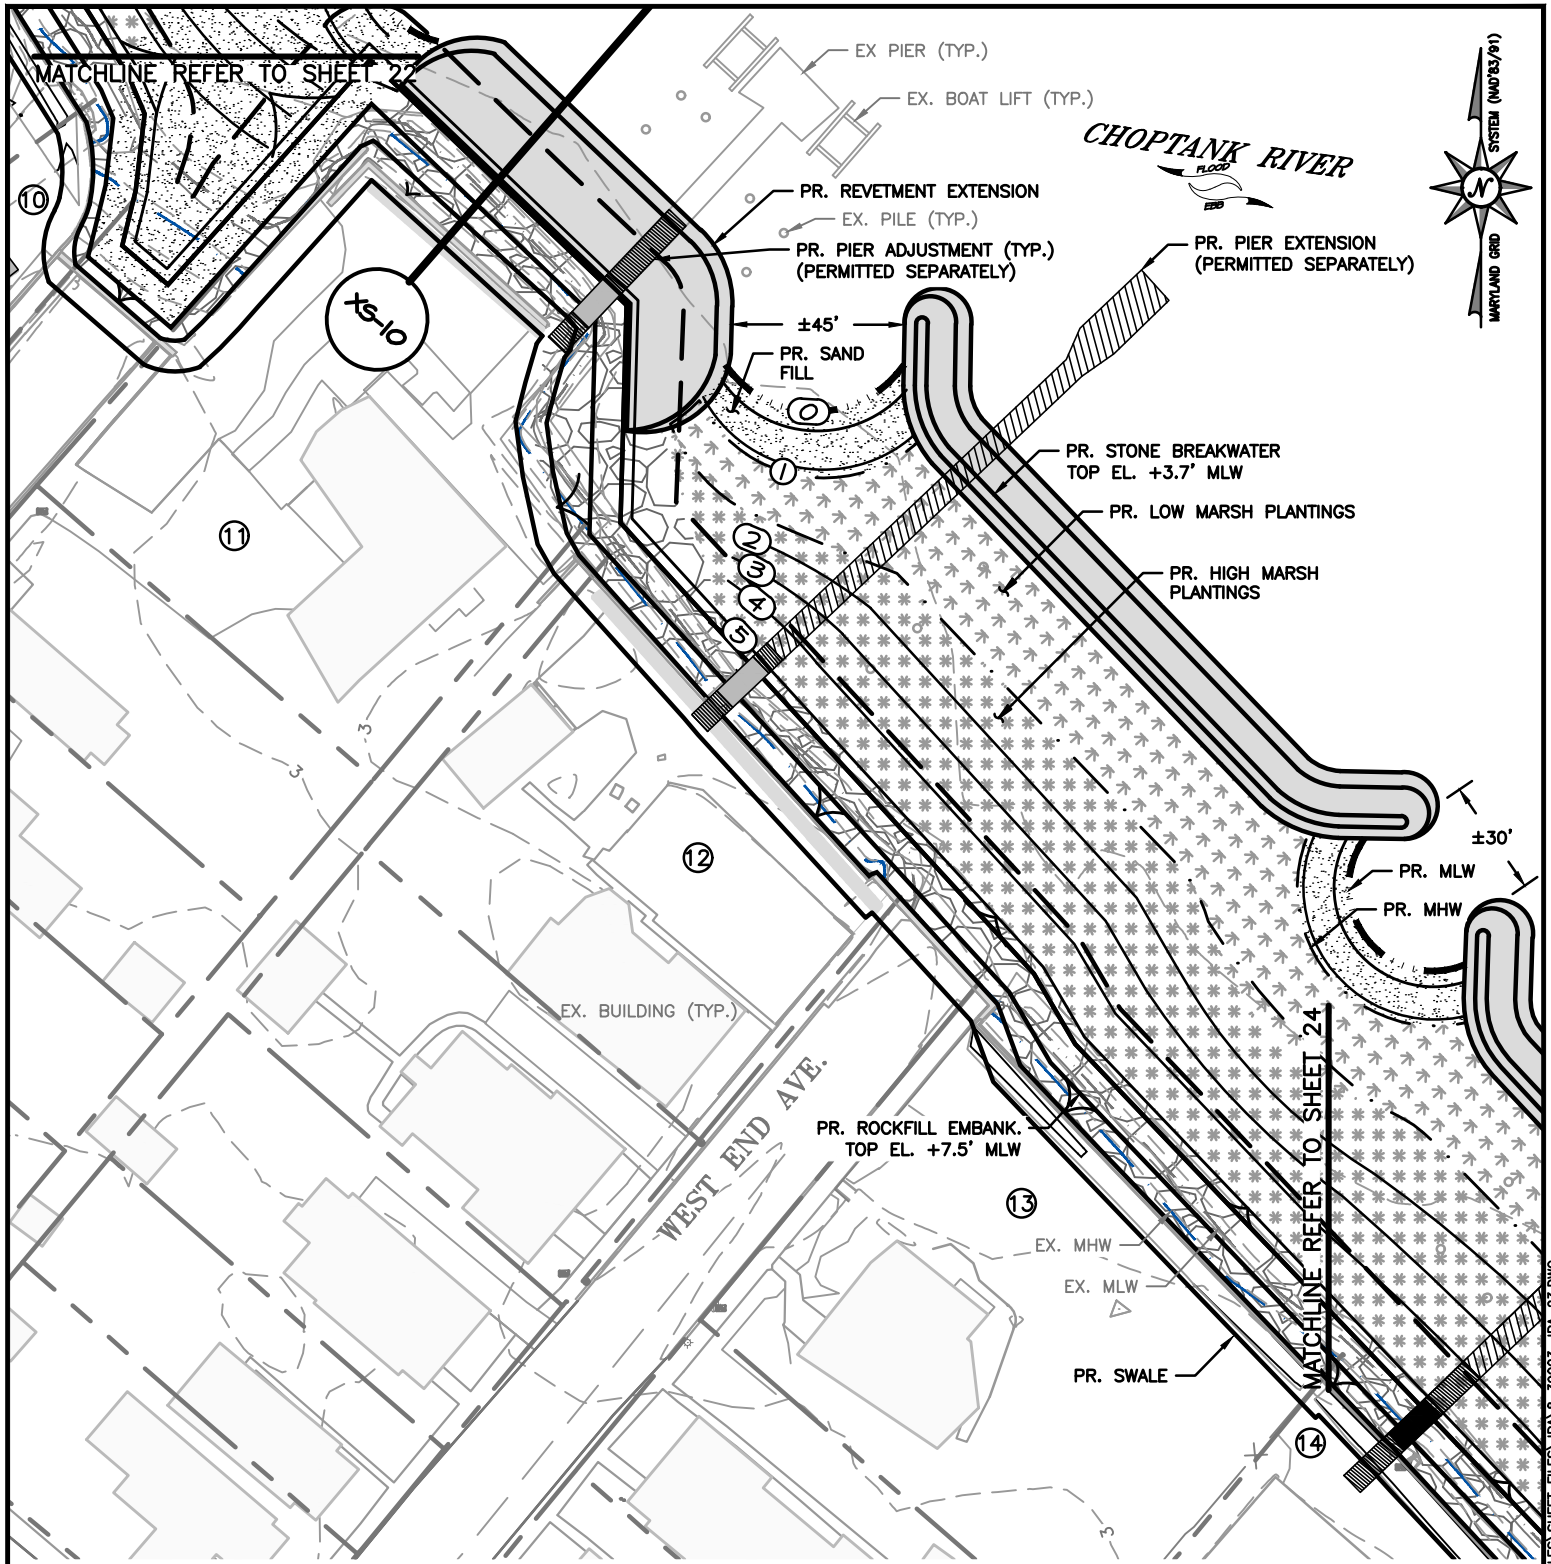 MATCHLINE REFER TO SHEET 22
EX PIER (TYP.)
EX. BOAT LIFT (TYP.)
CHOPTANK RIVER
FLOOD
EBB
SYSTEM (NAD'83/91)
N
MARYLAND GRID
10
PR. REVETMENT EXTENSION
EX. PILE (TYP.)
PR. PIER ADJUSTMENT (TYP.)
(PERMITTED SEPARATELY)
PR. PIER EXTENSION
(PERMITTED SEPARATELY)
XS-10
±45'
PR. SAND
FILL
0
1
PR. STONE BREAKWATER
TOP EL. +3.7' MLW
PR. LOW MARSH PLANTINGS
11
2
3
4
5
PR. HIGH MARSH
PLANTINGS
3
3
±30'
12
PR. MLW
PR. MHW
EX. BUILDING (TYP.)
WEST END AVE.
MATCHLINE REFER TO SHEET 24
PR. ROCKFILL EMBANK.
TOP EL. +7.5' MLW
13
EX. MHW
EX. MLW
PR. SWALE
14
3